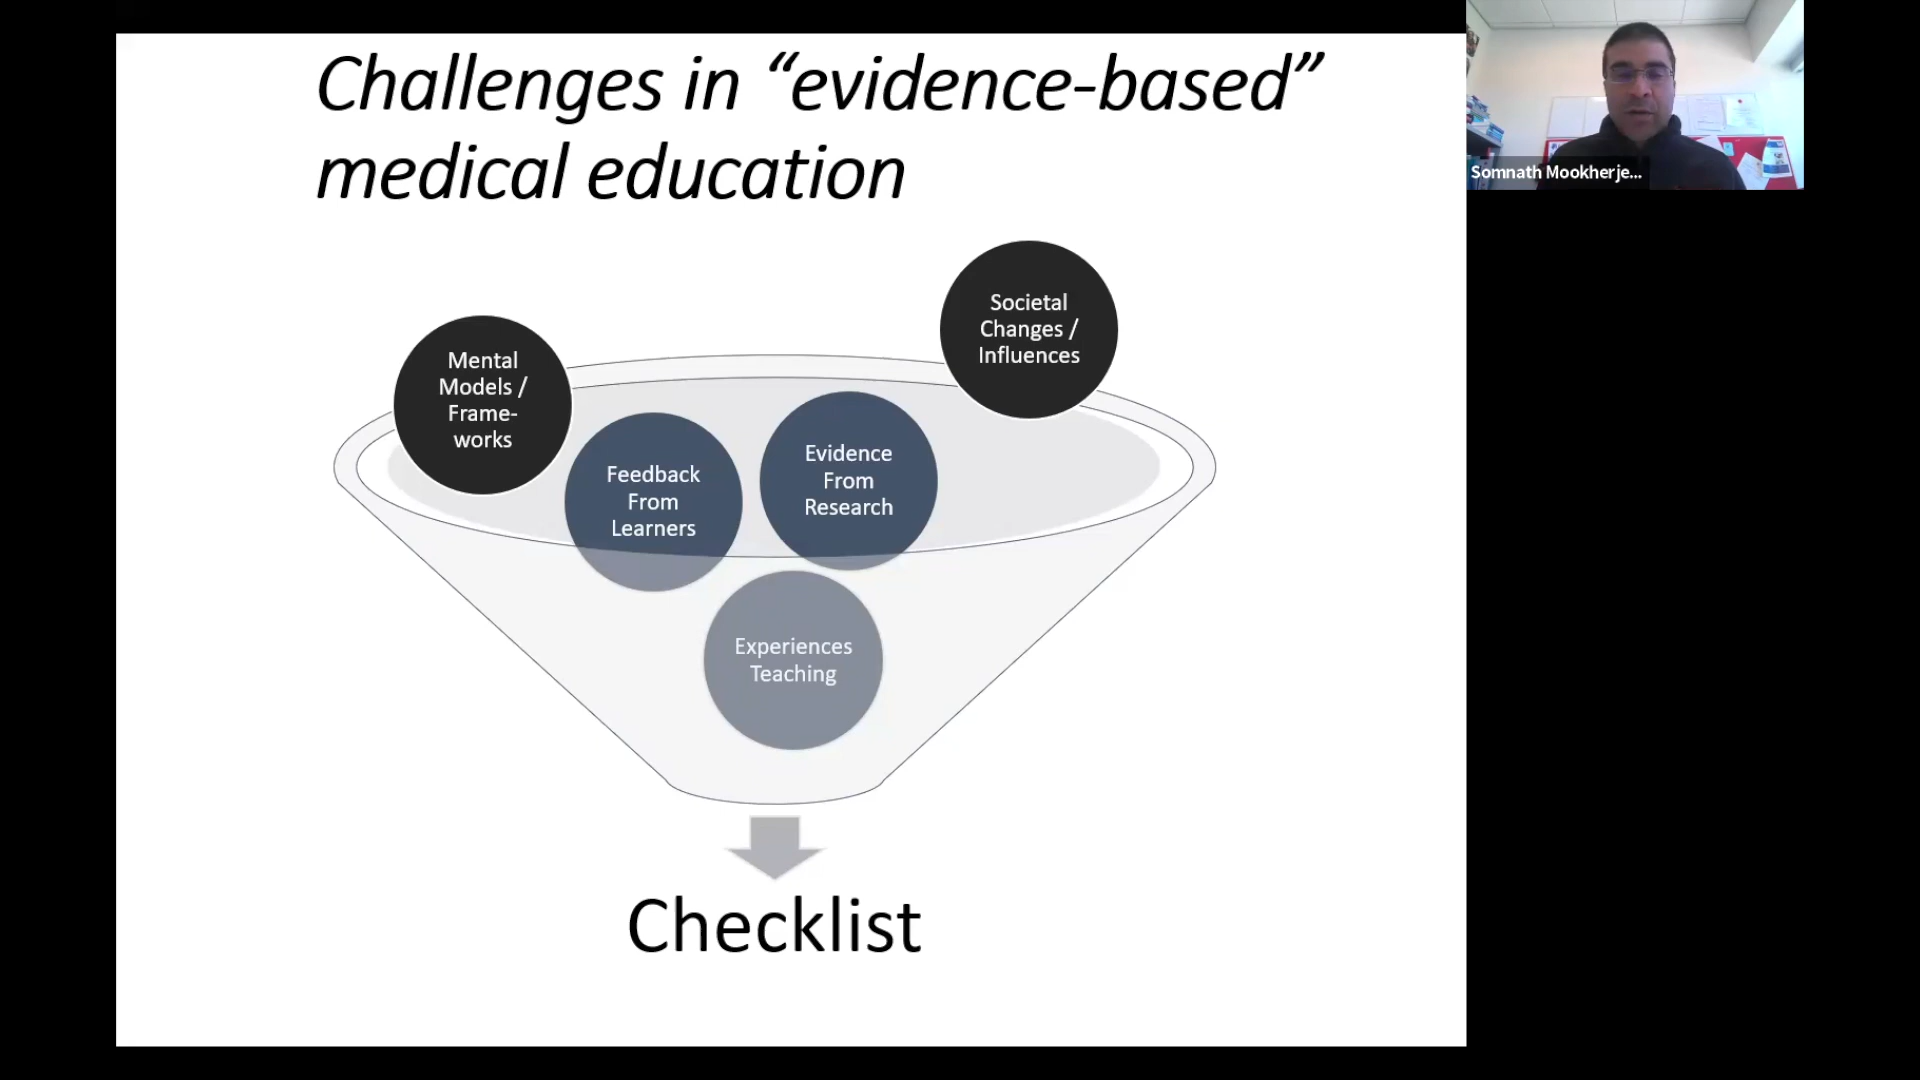 Challenges in “evidence-based”
medical education
Somnath Mookherje...
Societal
Changes /
Influences
Mental
Models /
Frame-
works
Evidence
From
Research
Feedback
From
Learners
Experiences
Teaching
Checklist